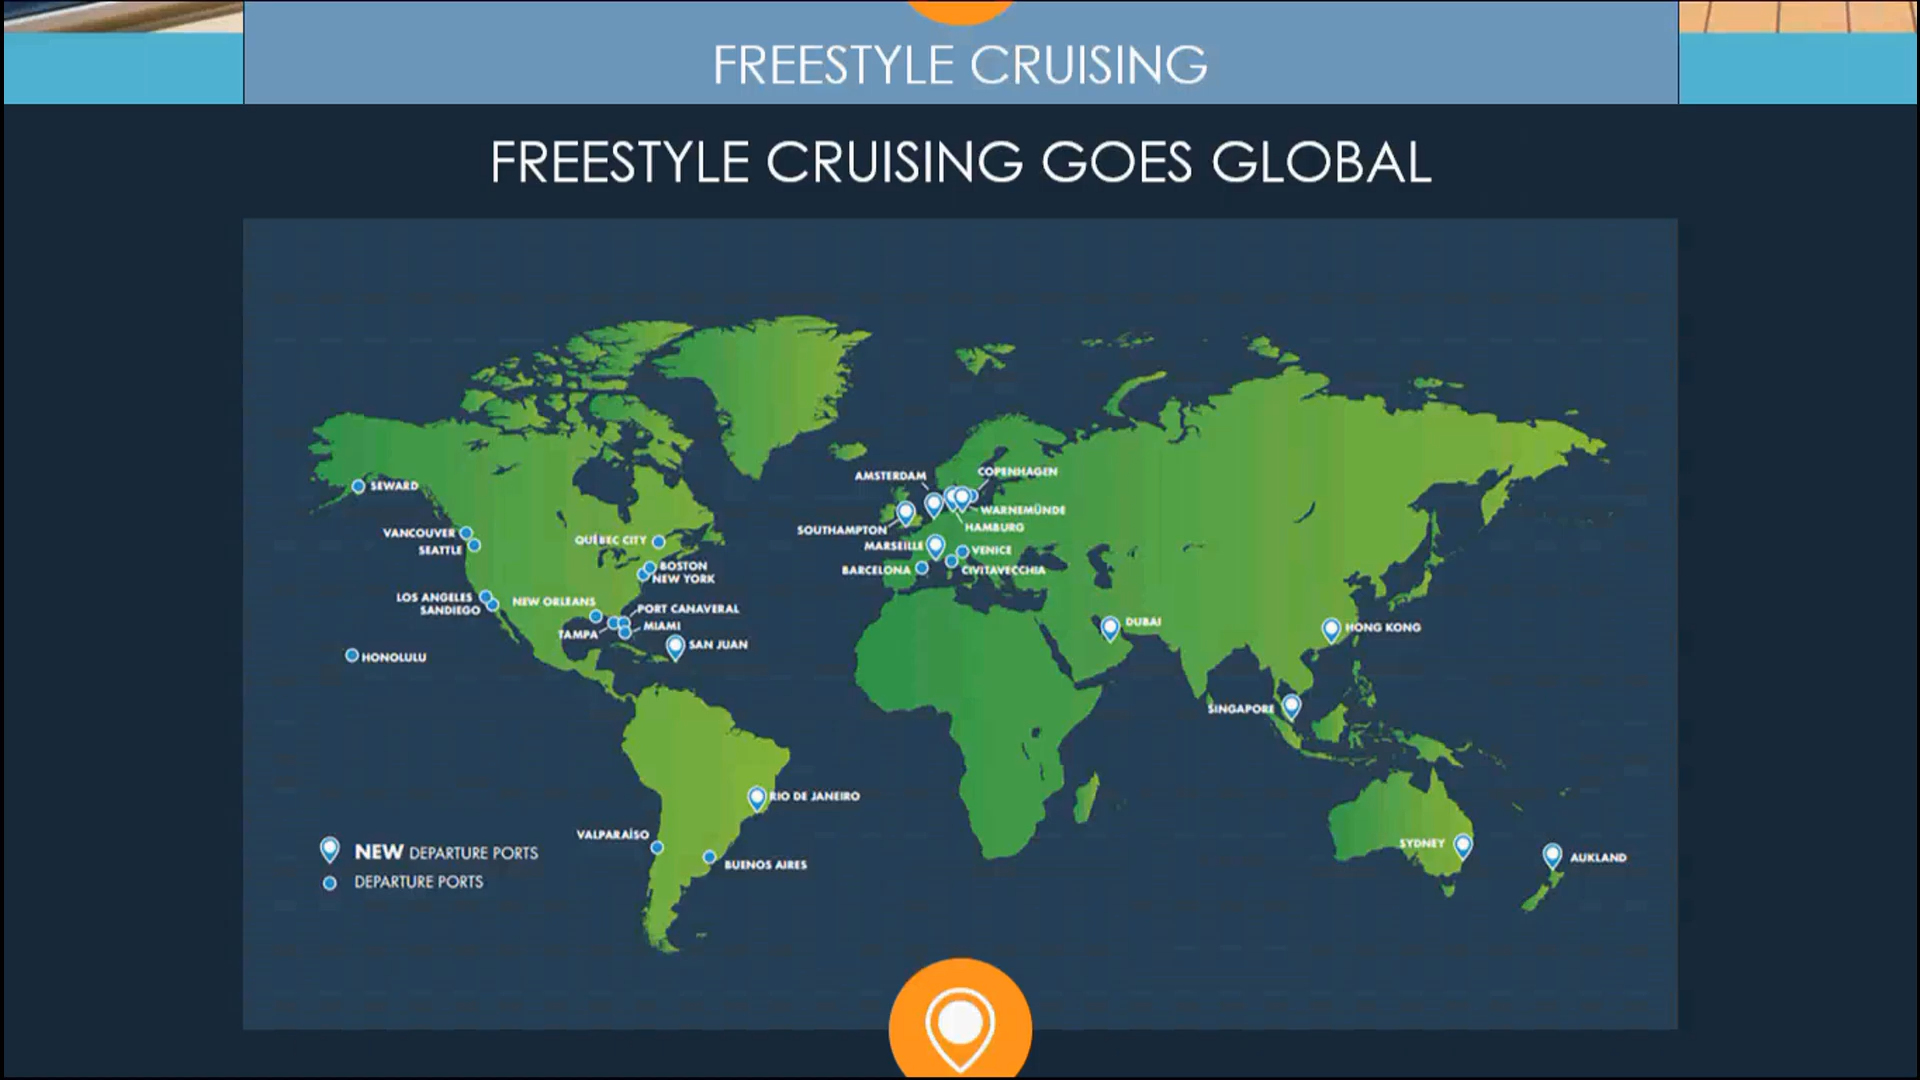 FREESTYLE CRUISING
FREESTYLE CRUISING GOES GLOBAL
AMSTERDAM
COPENHAGEN
SEWARD
WARNEMÜNDE
SOUTHAMPTON
HAMBURG
VANCOUVER
SEATTLE
QUÉBEC CITY
MARSEILLE
VENICE
BOSTON
NEW YORK
BARCELONA
CIVITAVECCHIA
LOS ANGELES
SANDIEGO
NEW ORLEANS
PORT CANAVERAL
TAMPA
MIAMI
DUBAI
HONG KONG
SAN JUAN
HONOLULU
SINGAPORE
RIO DE JANEIRO
VALPARAÍSO
BUENOS AIRES
SYDNEY
AUKLAND
NEW DEPARTURE PORTS
DEPARTURE PORTS